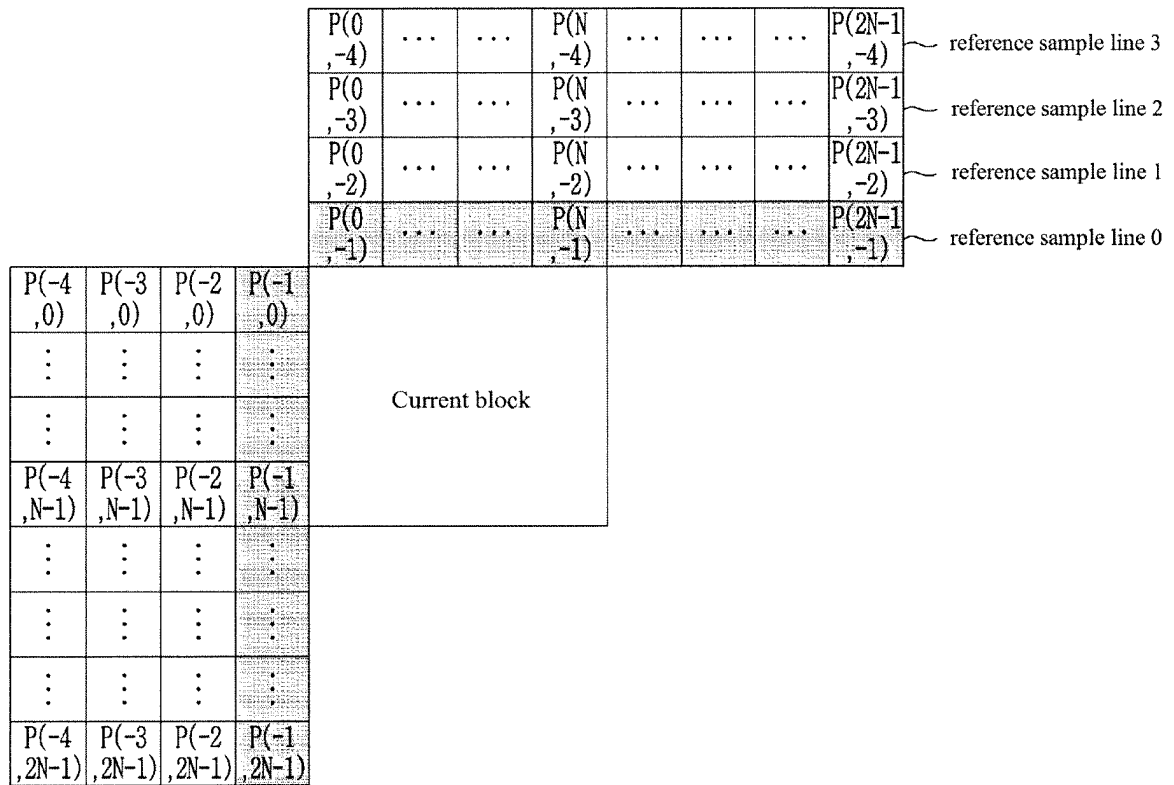 P(0 ,-4) ... ... P(N ,-4) ... ... ... P(2N-1 ,-4) reference sample line 3
P(0 ,-3) ... ... P(N ,-3) ... ... ... P(2N-1 ,-3) reference sample line 2
P(0 ,-2) ... ... P(N ,-2) ... ... ... P(2N-1 ,-2) reference sample line 1
P(0 ,-1) ... ... P(N ,-1) ... ... ... P(2N-1 ,-1) reference sample line 0
P(-4 ,0) P(-3 ,0) P(-2 ,0) P(-1 ,0)
⋮ ⋮ ⋮ ⋮
Current block
⋮ ⋮ ⋮ ⋮
P(-4 ,N-1) P(-3 ,N-1) P(-2 ,N-1) P(-1 ,N-1)
⋮ ⋮ ⋮ ⋮
⋮ ⋮ ⋮ ⋮
⋮ ⋮ ⋮ ⋮
P(-4 ,2N-1) P(-3 ,2N-1) P(-2 ,2N-1) P(-1 ,2N-1)